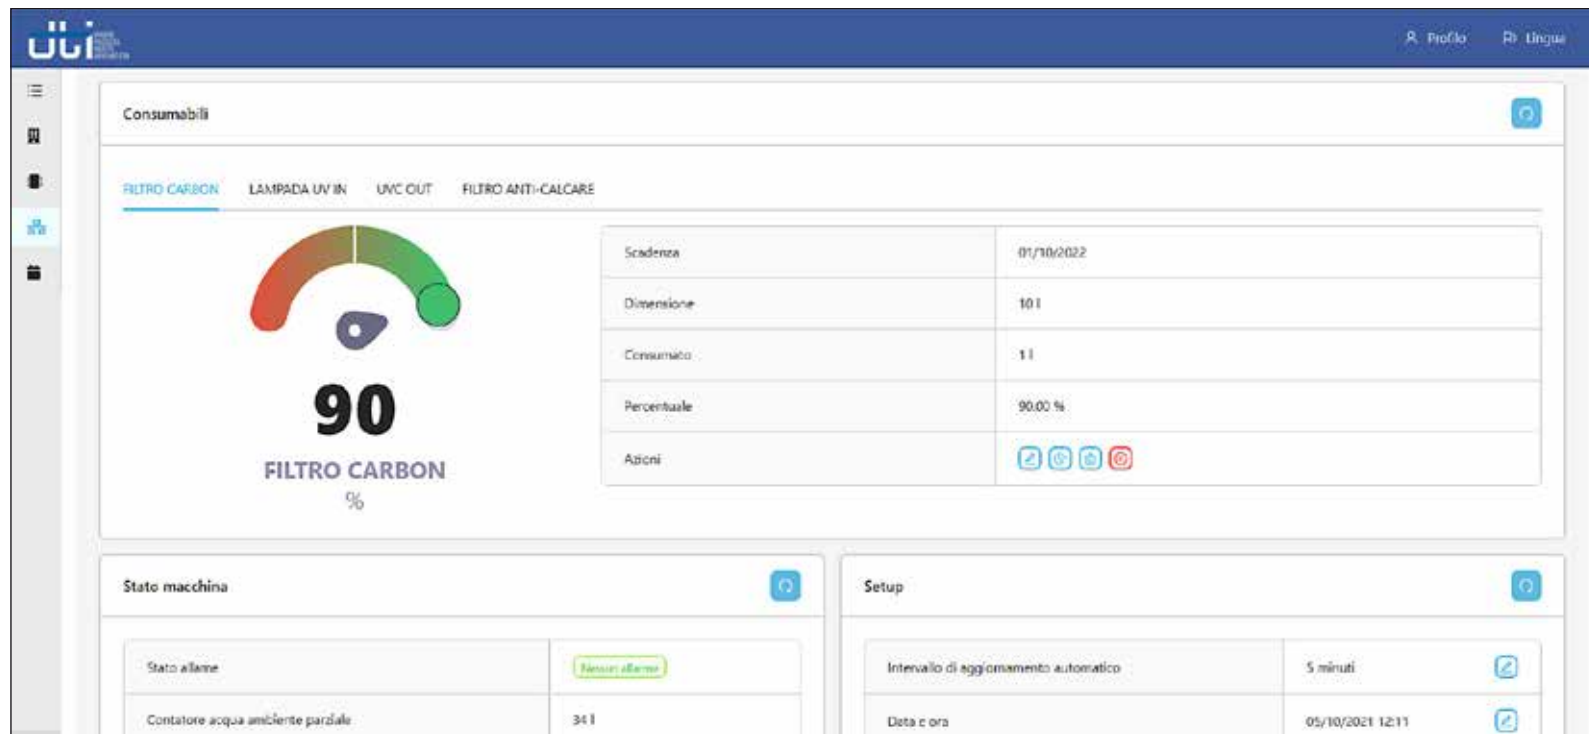 Profilo Lingua
Consumabili
FILTRO CARBON LAMPADA UV IN UVC OUT FILTRO ANTI-CALCARE
Scadenza 01/10/2022
Dimensione 10 l
Consumato 1 l
90
Percentuale 90.00 %
FILTRO CARBON
Azioni
%
Stato macchina
Setup
Stato allarme Nessun allarme
Intervallo di aggiornamento automatico 5 minuti
Contatore acqua ambiente parziale 34 l
Data e ora 05/10/2021 12:11